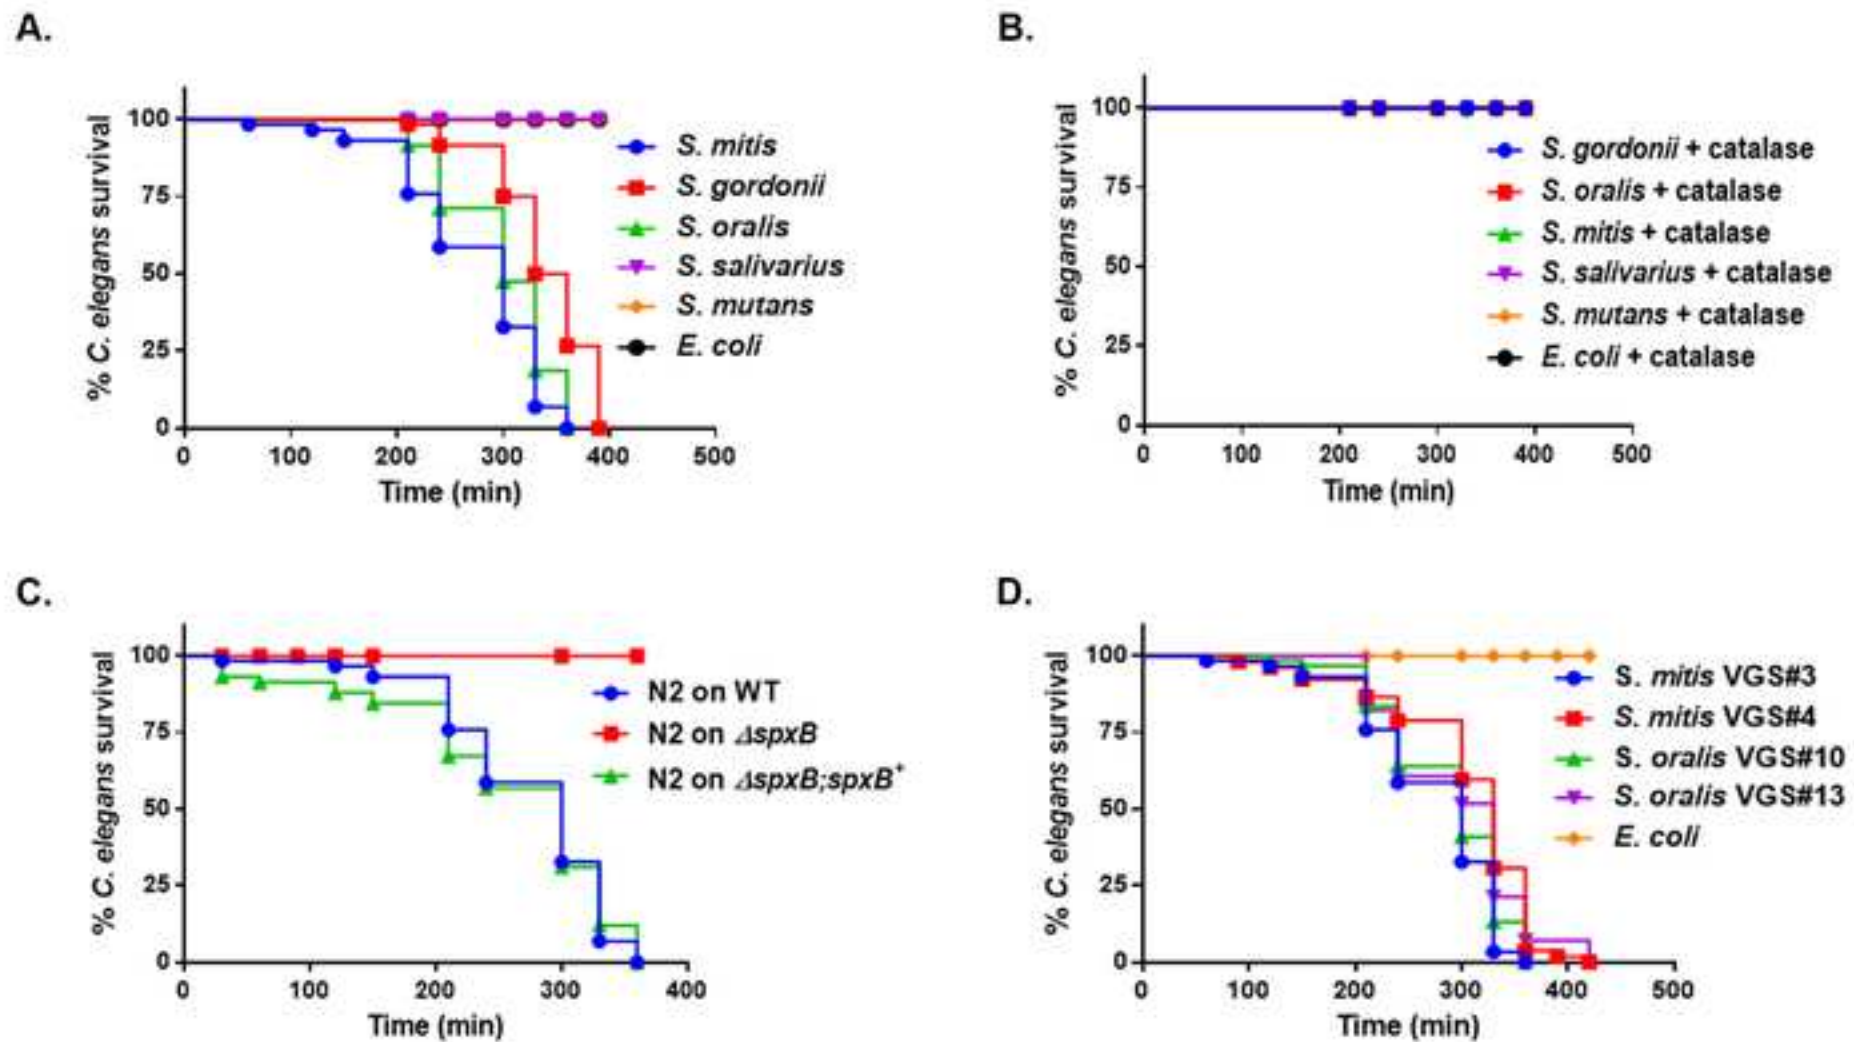 A.
% C. elegans survival
100
75
50
25
0
0 100 200 300 400 500
Time (min)
S. mitis
S. gordonii
S. oralis
S. salivarius
S. mutans
E. coli
B.
% C. elegans survival
100
75
50
25
0
0 100 200 300 400 500
Time (min)
S. gordonii + catalase
S. oralis + catalase
S. mitis + catalase
S. salivarius + catalase
S. mutans + catalase
E. coli + catalase
C.
% C. elegans survival
100
75
50
25
0
0 100 200 300 400
Time (min)
N2 on WT
N2 on ΔspxB
N2 on ΔspxB;spxB⁺
D.
% C. elegans survival
100
75
50
25
0
0 100 200 300 400 500
Time (min)
S. mitis VGS#3
S. mitis VGS#4
S. oralis VGS#10
S. oralis VGS#13
E. coli